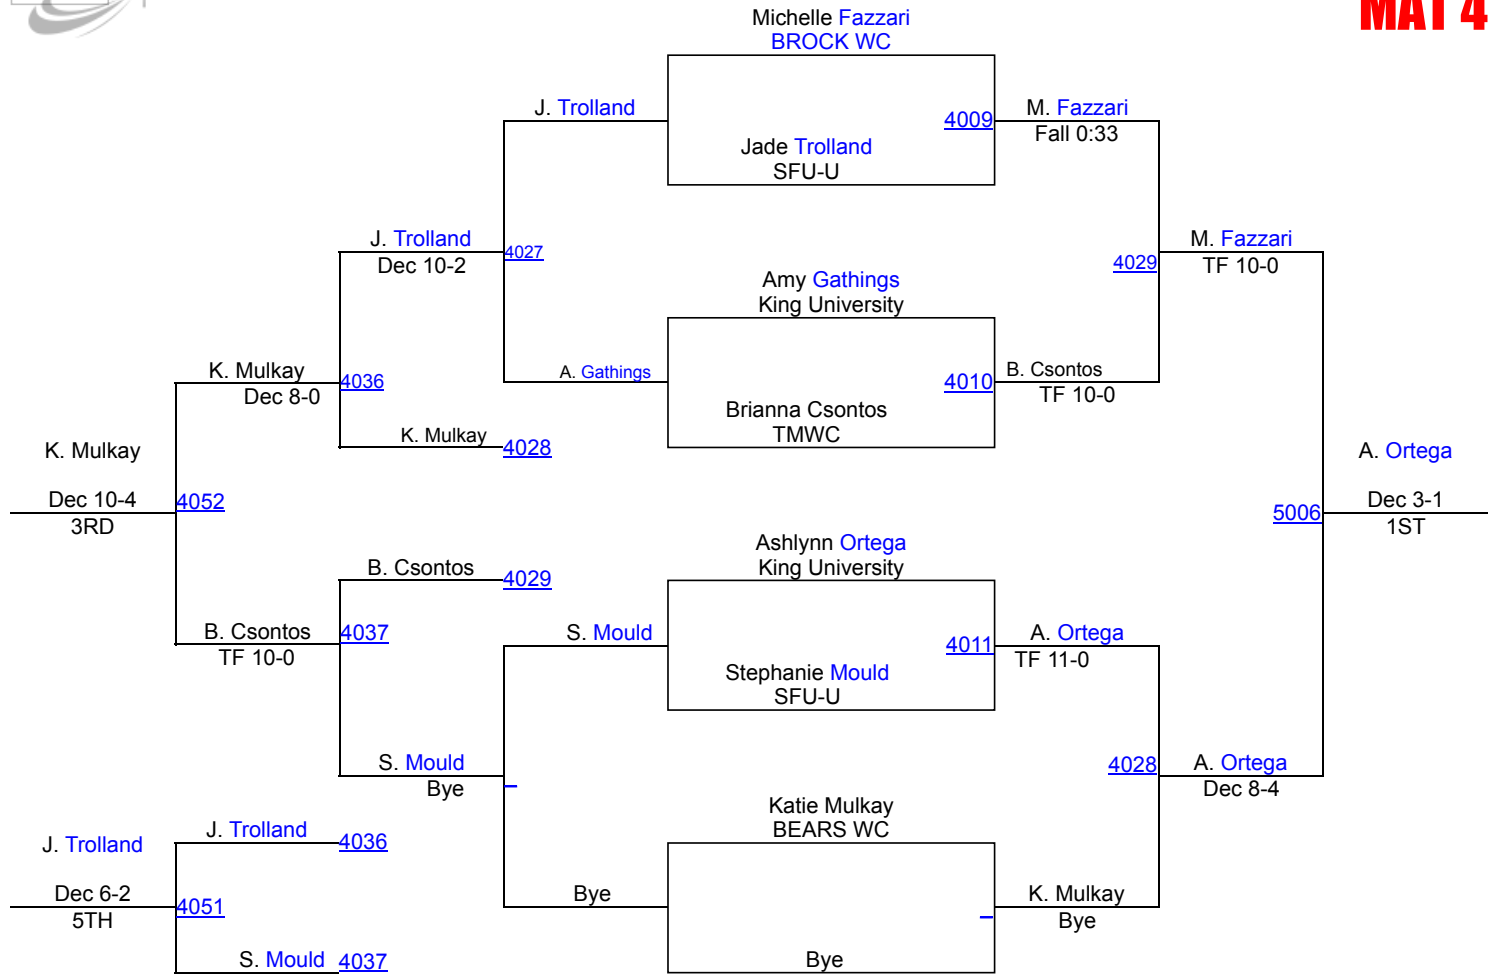 MAT 4
Michelle Fazzari
BROCK WC
J. Trolland
4009
M. Fazzari
Fall 0:33
Jade Trolland
SFU-U
J. Trolland
Dec 10-2
4027
4029
M. Fazzari
TF 10-0
Amy Gathings
King University
K. Mulkay
Dec 8-0
4036
A. Gathings
4010
B. Csontos
TF 10-0
Brianna Csontos
TMWC
K. Mulkay
4028
K. Mulkay
Dec 10-4
3RD
4052
A. Ortega
Dec 3-1
1ST
5006
Ashlynn Ortega
King University
B. Csontos
4029
B. Csontos
TF 10-0
4037
S. Mould
4011
A. Ortega
TF 11-0
Stephanie Mould
SFU-U
S. Mould
Bye
4028
A. Ortega
Dec 8-4
Katie Mulkay
BEARS WC
J. Trolland
J. Trolland
4036
Dec 6-2
5TH
4051
Bye
K. Mulkay
Bye
S. Mould
4037
Bye